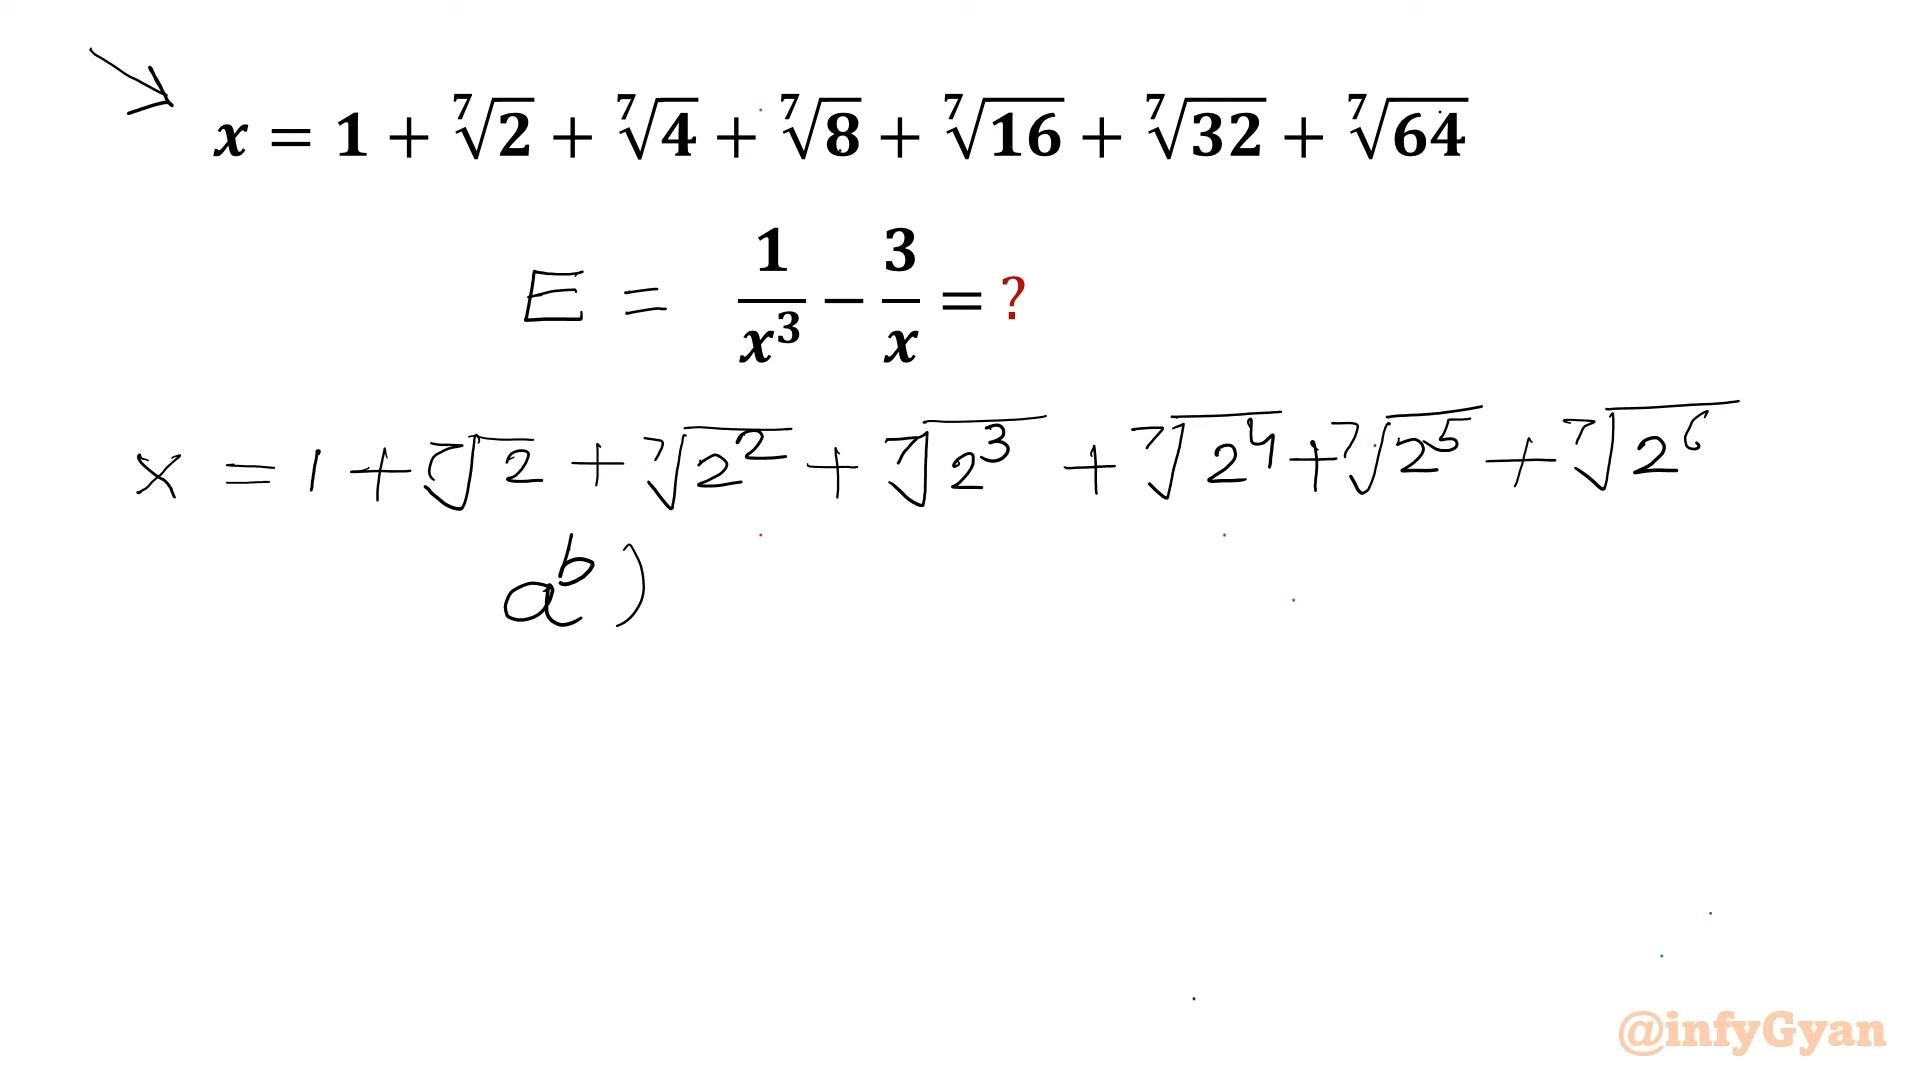 x = 1 + ⁷√2 + ⁷√4 + ⁷√8 + ⁷√16 + ⁷√32 + ⁷√64
E = 1/x³ − 3/x = ?
x = 1 + ⁷√2 + ⁷√2² + ⁷√2³ + ⁷√2⁴ + ⁷√2⁵ + ⁷√2⁶
aᵇ)
@infyGyan